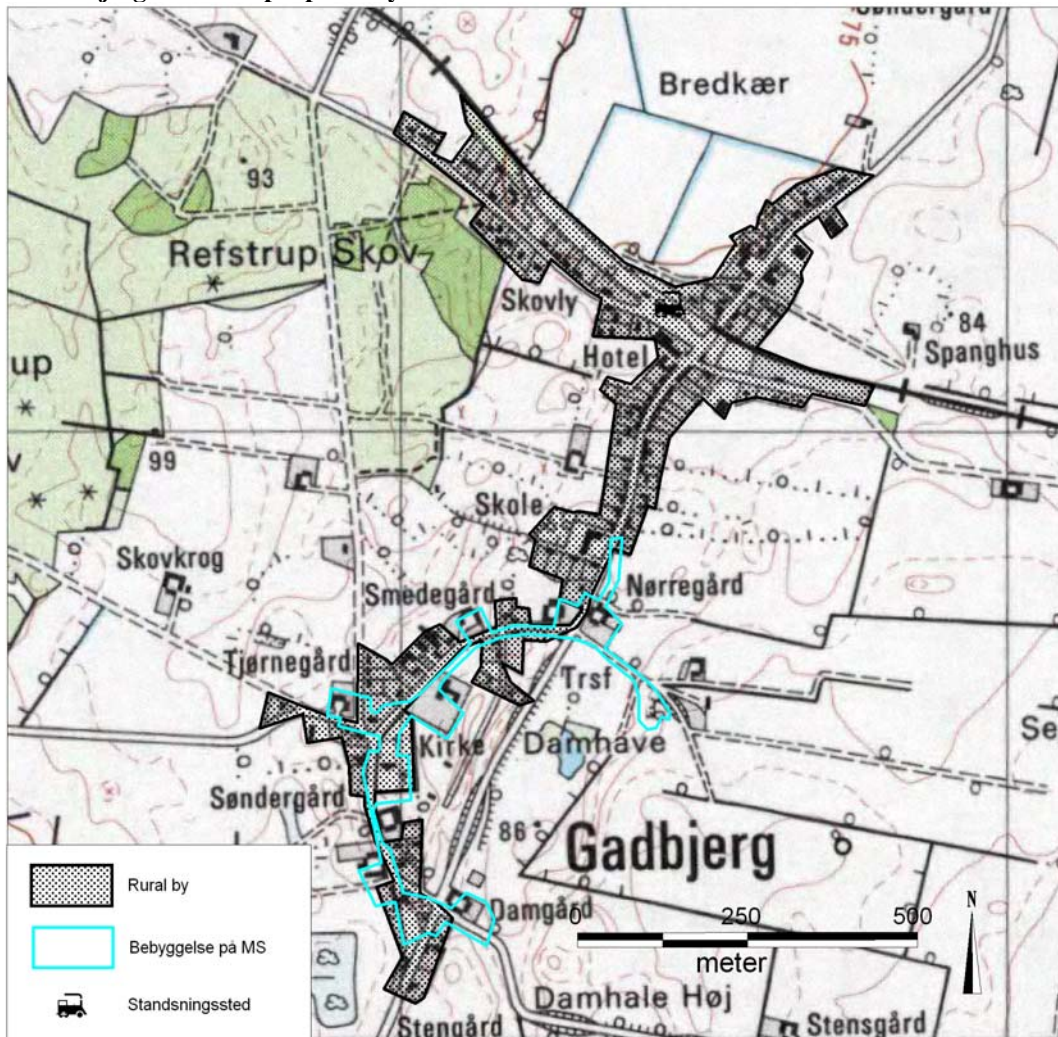 75
Bredkær
93
Refstrup Skov
Skovly
84
Hotel
Spanghus
up
99
Skole
Skovkrog
Nørregård
Smedegård
Tjørnegård
Trsf
Kirke
Damhave
Se
Søndergård
86
Gadbjerg
Rural by
Damgård
0 250 500
N
Bebyggelse på MS
meter
Standsningssted
Damhale Høj
Stengård
Stensgård